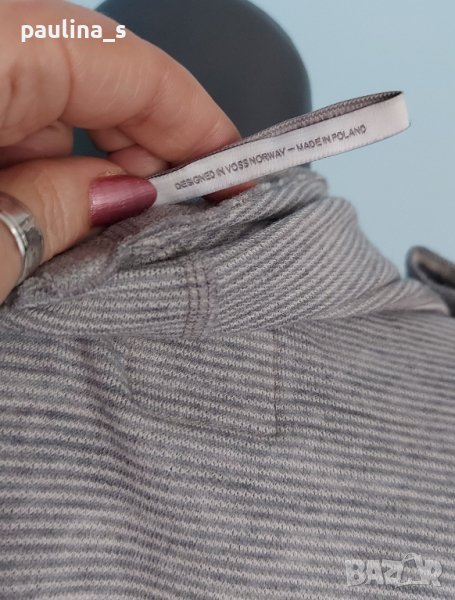 paulina_s
DESIGNED IN VOSS NORWAY — MADE IN POLAND
BAZAR